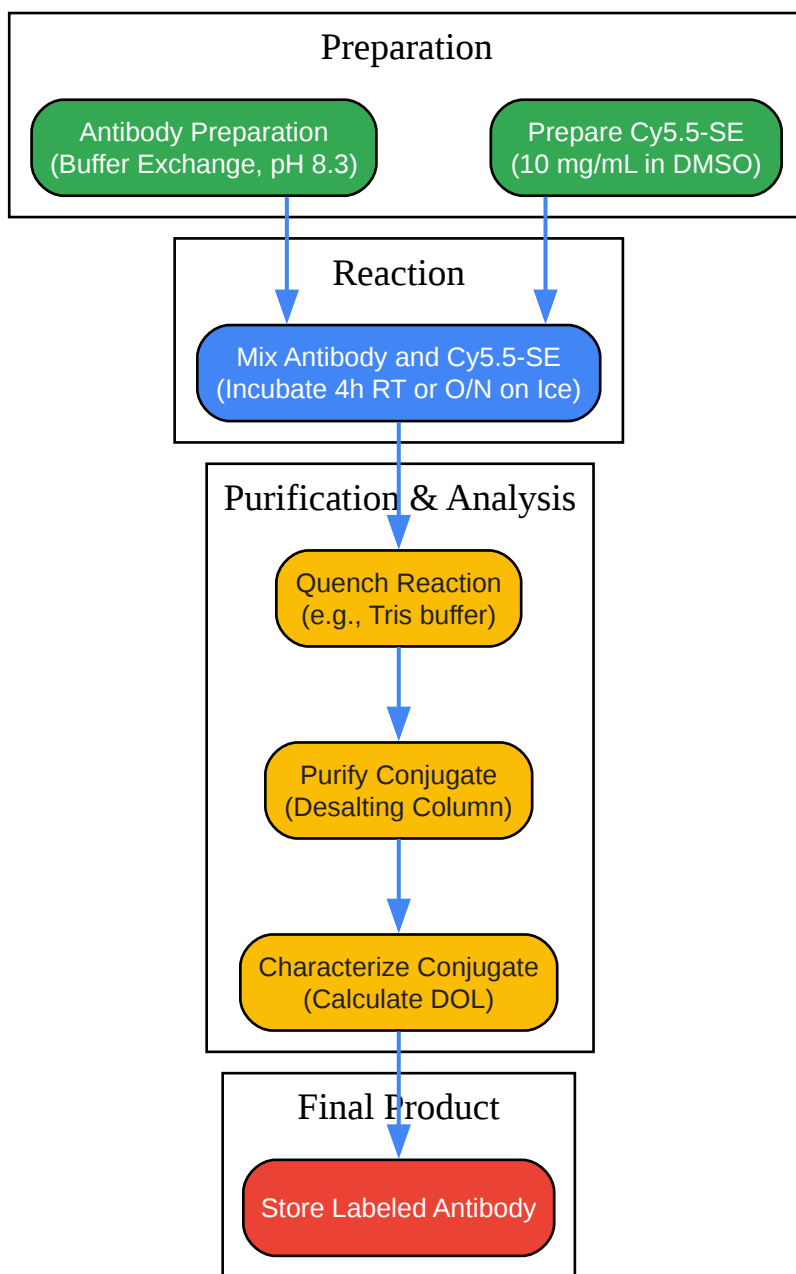 Preparation
Antibody Preparation
(Buffer Exchange, pH 8.3)
Prepare Cy5.5-SE
(10 mg/mL in DMSO)
Reaction
Mix Antibody and Cy5.5-SE
(Incubate 4h RT or O/N on Ice)
Purification & Analysis
Quench Reaction
(e.g., Tris buffer)
Purify Conjugate
(Desalting Column)
Characterize Conjugate
(Calculate DOL)
Final Product
Store Labeled Antibody